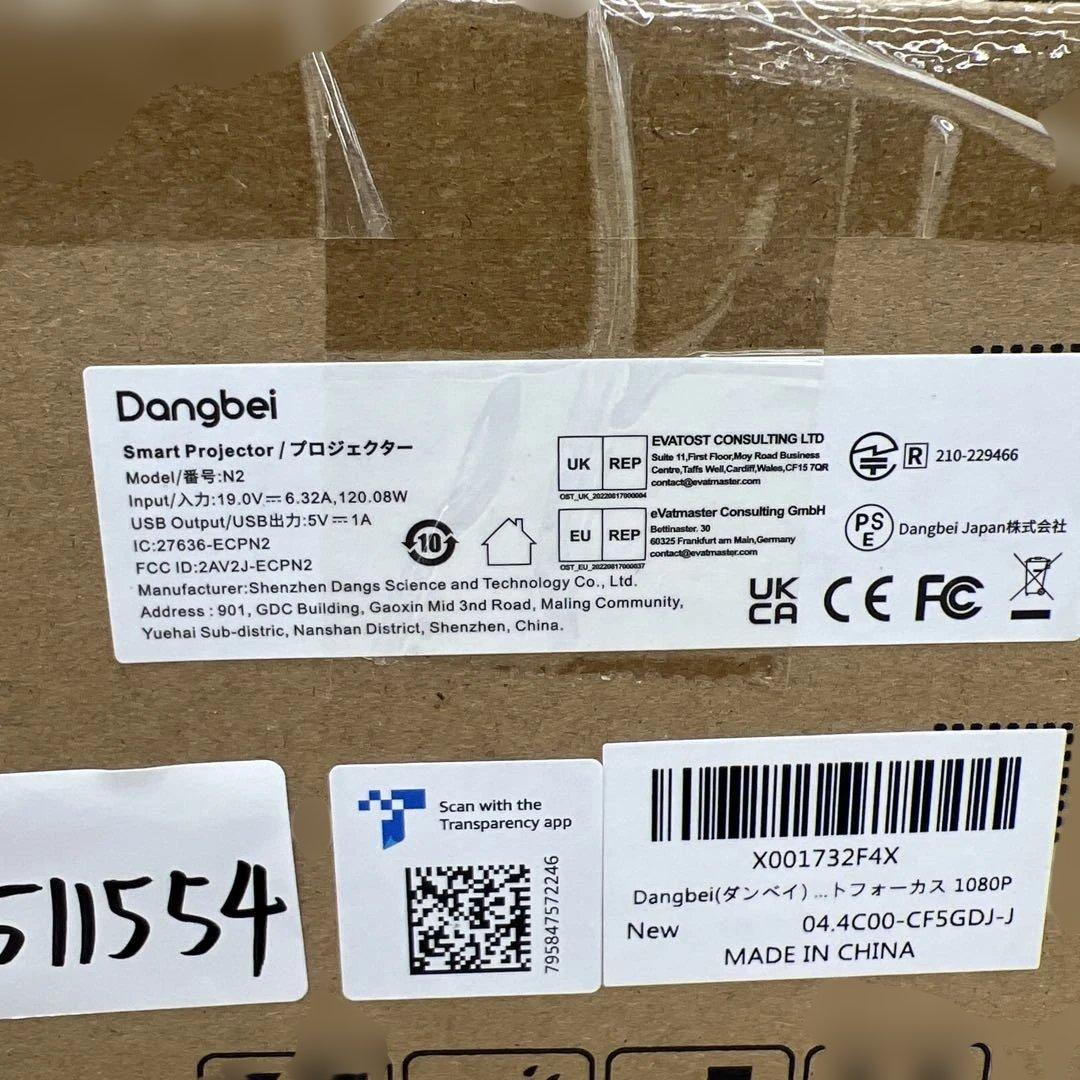 Dangbei
Smart Projector / プロジェクター
Model/番号:N2
Input/入力:19.0V⎓6.32A,120.08W
USB Output/USB出力:5V⎓1A
IC:27636-ECPN2
FCC ID:2AV2J-ECPN2
Manufacturer:Shenzhen Dangs Science and Technology Co., Ltd.
Address : 901, GDC Building, Gaoxin Mid 3nd Road, Maling Community,
Yuehai Sub-distric, Nanshan District, Shenzhen, China.
10
UK REP
OST_UK_20220817000004
EVATOST CONSULTING LTD
Suite 11,First Floor,Moy Road Business
Centre,Taffs Well,Cardiff,Wales,CF15 7QR
contact@evatmaster.com
EU REP
OST_EU_20220817000037
eVatmaster Consulting GmbH
Bettinaster. 30
60325 Frankfurt am Main,Germany
contact@evatmaster.com
R 210-229466
PS
E
Dangbei Japan株式会社
UK
CA
CE
FC
511554
Scan with the
Transparency app
795847572246
X001732F4X
Dangbei(ダンベイ) ...トフォーカス 1080P
New
04.4C00-CF5GDJ-J
MADE IN CHINA